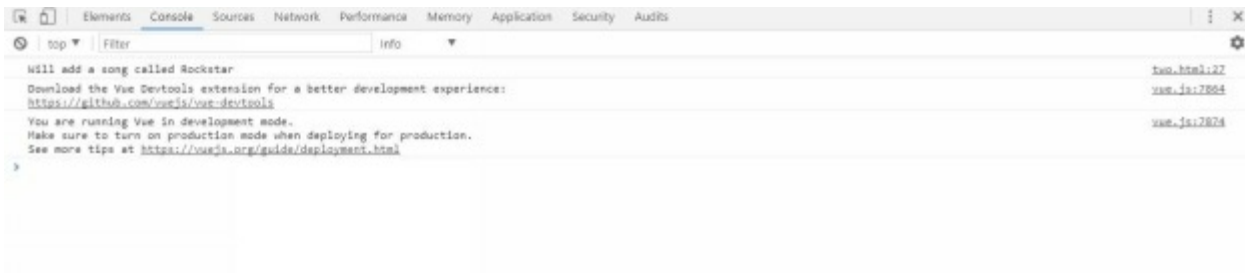 Elements Console Sources Network Performance Memory Application Security Audits
top Filter Info
Will add a song called Rockstar two.html:27
Download the Vue Devtools extension for a better development experience: vue.js:7864
https://github.com/vuejs/vue-devtools
You are running Vue in development mode. vue.js:7874
Make sure to turn on production mode when deploying for production.
See more tips at https://vuejs.org/guide/deployment.html